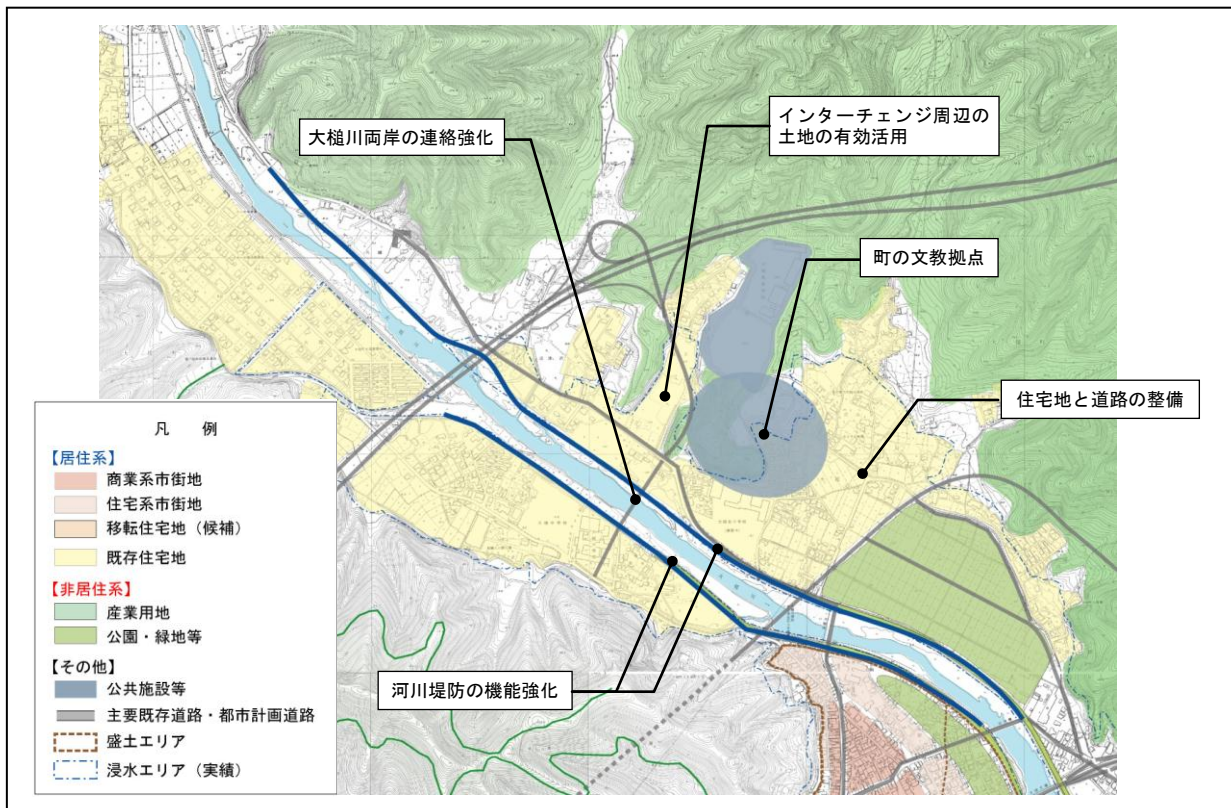 大槌川両岸の連絡強化
インターチェンジ周辺の
土地の有効活用
町の文教拠点
住宅地と道路の整備
河川堤防の機能強化
凡 例
【居住系】
商業系市街地
住宅系市街地
移転住宅地（候補）
既存住宅地
【非居住系】
産業用地
公園・緑地等
【その他】
公共施設等
主要既存道路・都市計画道路
盛土エリア
浸水エリア（実績）